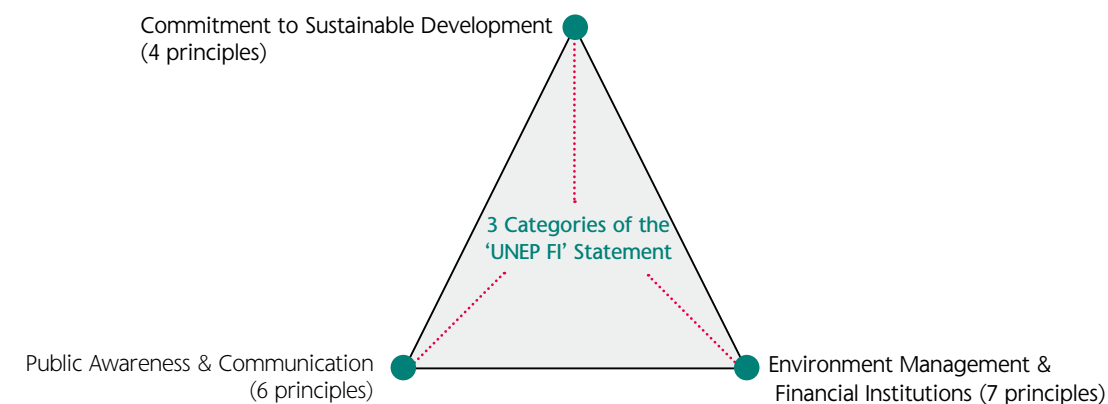 Commitment to Sustainable Development
(4 principles)
3 Categories of the
‘UNEP FI’ Statement
Public Awareness & Communication
(6 principles)
Environment Management &
Financial Institutions (7 principles)